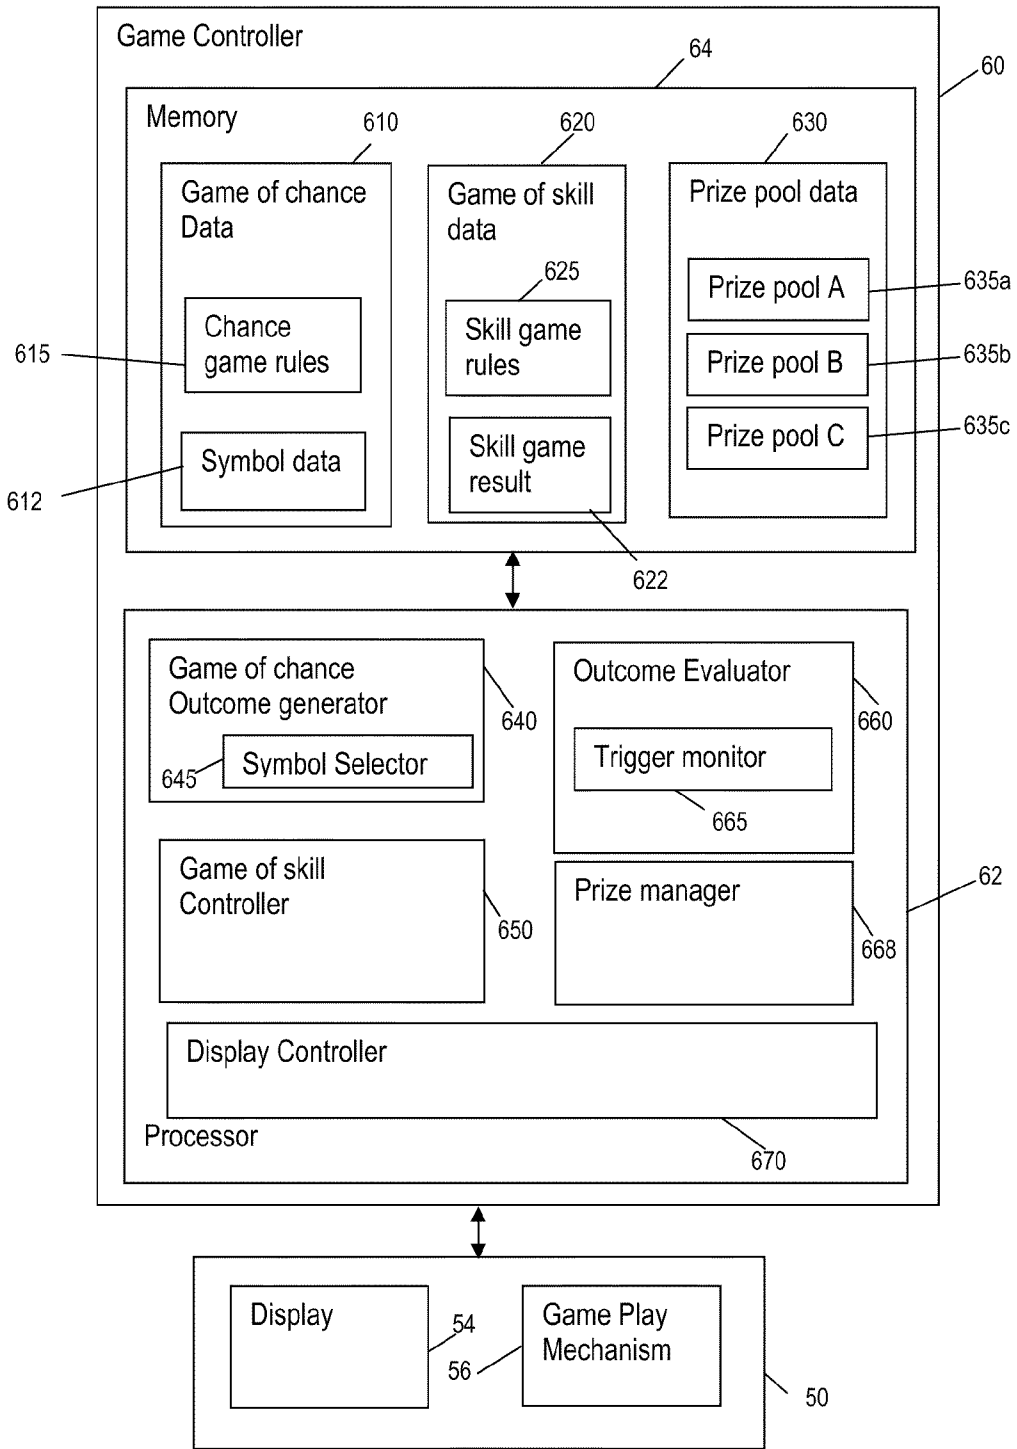 Game Controller
64
60
Memory
610
620
630
Game of chance
Data
Game of skill
data
Prize pool data
625
Prize pool A
635a
Chance
game rules
615
Skill game
rules
Prize pool B
635b
Prize pool C
635c
Symbol data
612
Skill game
result
622
Game of chance
Outcome generator
640
Symbol Selector
645
Outcome Evaluator
660
Trigger monitor
665
Game of skill
Controller
650
Prize manager
668
62
Display Controller
Processor
670
Display
54
Game Play
Mechanism
56
50